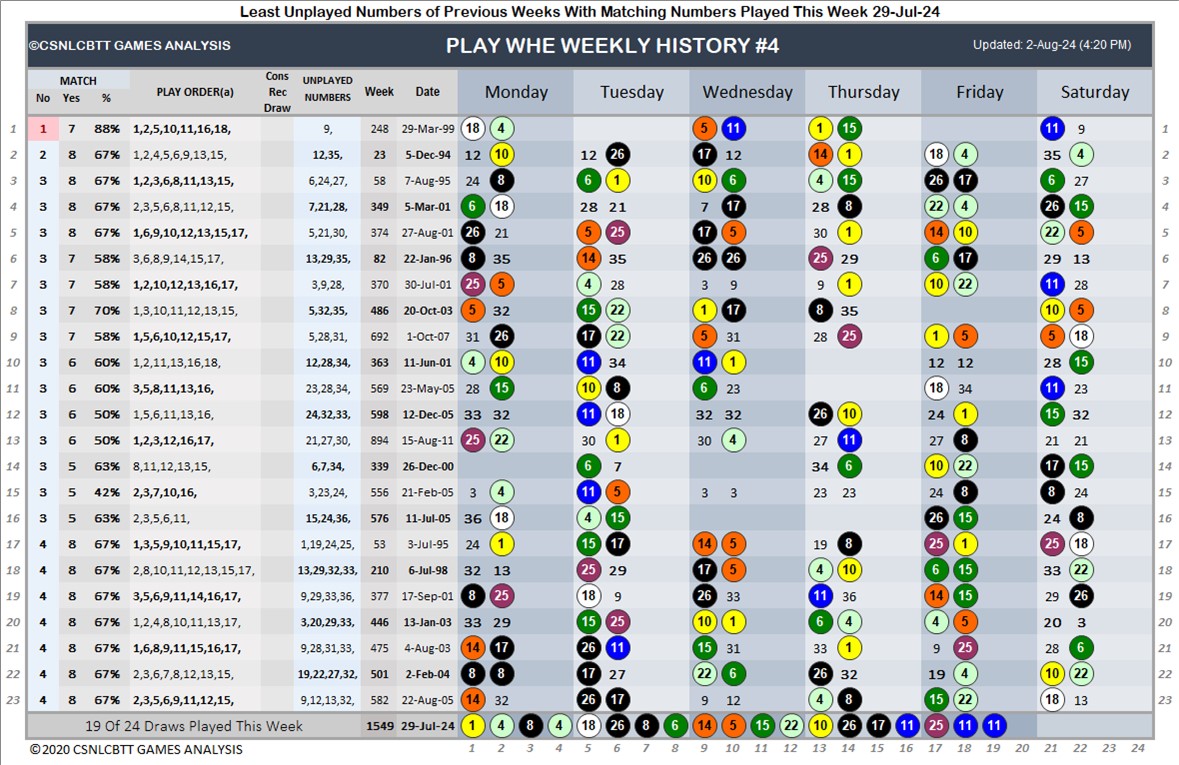 Least Unplayed Numbers of Previous Weeks With Matching Numbers Played This Week 29-Jul-24
©CSNLCBTT GAMES ANALYSIS PLAY WHE WEEKLY HISTORY #4 Updated: 2-Aug-24 (4:20 PM)
MATCH PLAY ORDER(a) Cons Rec Draw UNPLAYED NUMBERS Week Date Monday Tuesday Wednesday Thursday Friday Saturday
No Yes %
1 1 7 88% 1,2,5,10,11,16,18, 9, 248 29-Mar-99 18 4 5 11 1 15 11 9 1
2 2 8 67% 1,2,4,5,6,9,13,15, 12,35, 23 5-Dec-94 12 10 12 26 17 12 14 1 18 4 35 4 2
3 3 8 67% 1,2,3,6,8,11,13,15, 6,24,27, 58 7-Aug-95 24 8 6 1 10 6 4 15 26 17 6 27 3
4 3 8 67% 2,3,5,6,8,11,12,15, 7,21,28, 349 5-Mar-01 6 18 28 21 7 17 28 8 22 4 26 15 4
5 3 8 67% 1,6,9,10,12,13,15,17, 5,21,30, 374 27-Aug-01 26 21 5 25 17 5 30 1 14 10 22 5 5
6 3 7 58% 3,6,8,9,14,15,17, 13,29,35, 82 22-Jan-96 8 35 14 35 26 26 25 29 6 17 29 13 6
7 3 7 58% 1,2,10,12,13,16,17, 3,9,28, 370 30-Jul-01 25 5 4 28 3 9 9 1 10 22 11 28 7
8 3 7 70% 1,3,10,11,12,13,15, 5,32,35, 486 20-Oct-03 5 32 15 22 1 17 8 35 10 5 8
9 3 7 58% 1,5,6,10,12,15,17, 5,28,31, 692 1-Oct-07 31 26 17 22 5 31 28 25 1 5 5 18 9
10 3 6 60% 1,2,11,13,16,18, 12,28,34, 363 11-Jun-01 4 10 11 34 11 1 12 12 28 15 10
11 3 6 60% 3,5,8,11,13,16, 23,28,34, 569 23-May-05 28 15 10 8 6 23 18 34 11 23 11
12 3 6 50% 1,5,6,11,13,16, 24,32,33, 598 12-Dec-05 33 32 11 18 32 32 26 10 24 1 15 32 12
13 3 6 50% 1,2,3,12,16,17, 21,27,30, 894 15-Aug-11 25 22 30 1 30 4 27 11 27 8 21 21 13
14 3 5 63% 8,11,12,13,15, 6,7,34, 339 26-Dec-00 6 7 34 6 10 22 17 15 14
15 3 5 42% 2,3,7,10,16, 3,23,24, 556 21-Feb-05 3 4 11 5 3 3 23 23 24 8 8 24 15
16 3 5 63% 2,3,5,6,11, 15,24,36, 576 11-Jul-05 36 18 4 15 26 15 24 8 16
17 4 8 67% 1,3,5,9,10,11,15,17, 1,19,24,25, 53 3-Jul-95 24 1 15 17 14 5 19 8 25 1 25 18 17
18 4 8 67% 2,6,10,11,12,13,15,17, 13,29,32,33, 210 6-Jul-98 32 13 25 29 17 5 4 10 6 15 33 22 18
19 4 8 67% 3,5,6,9,11,14,16,17, 9,29,33,36, 377 17-Sep-01 8 25 18 9 26 33 11 36 14 15 29 26 19
20 4 8 67% 1,2,4,8,10,11,13,17, 3,20,29,33, 446 13-Jan-03 33 29 15 25 10 1 6 4 4 5 20 3 20
21 4 8 67% 1,6,8,9,11,15,16,17, 9,28,31,33, 475 4-Aug-03 14 17 26 11 15 31 33 1 9 25 28 6 21
22 4 8 67% 2,3,6,7,8,12,13,15, 19,22,27,32, 501 2-Feb-04 8 8 17 27 22 6 26 32 19 4 10 22 22
23 4 8 67% 2,3,5,6,9,11,12,15, 9,12,13,32, 582 22-Aug-05 14 32 26 17 9 12 4 8 15 22 18 13 23
19 Of 24 Draws Played This Week 1549 29-Jul-24 1 4 8 4 18 26 8 6 14 5 15 22 10 26 17 11 25 11 11
© 2020 CSNLCBTT GAMES ANALYSIS 1 2 3 4 5 6 7 8 9 10 11 12 13 14 15 16 17 18 19 20 21 22 23 24